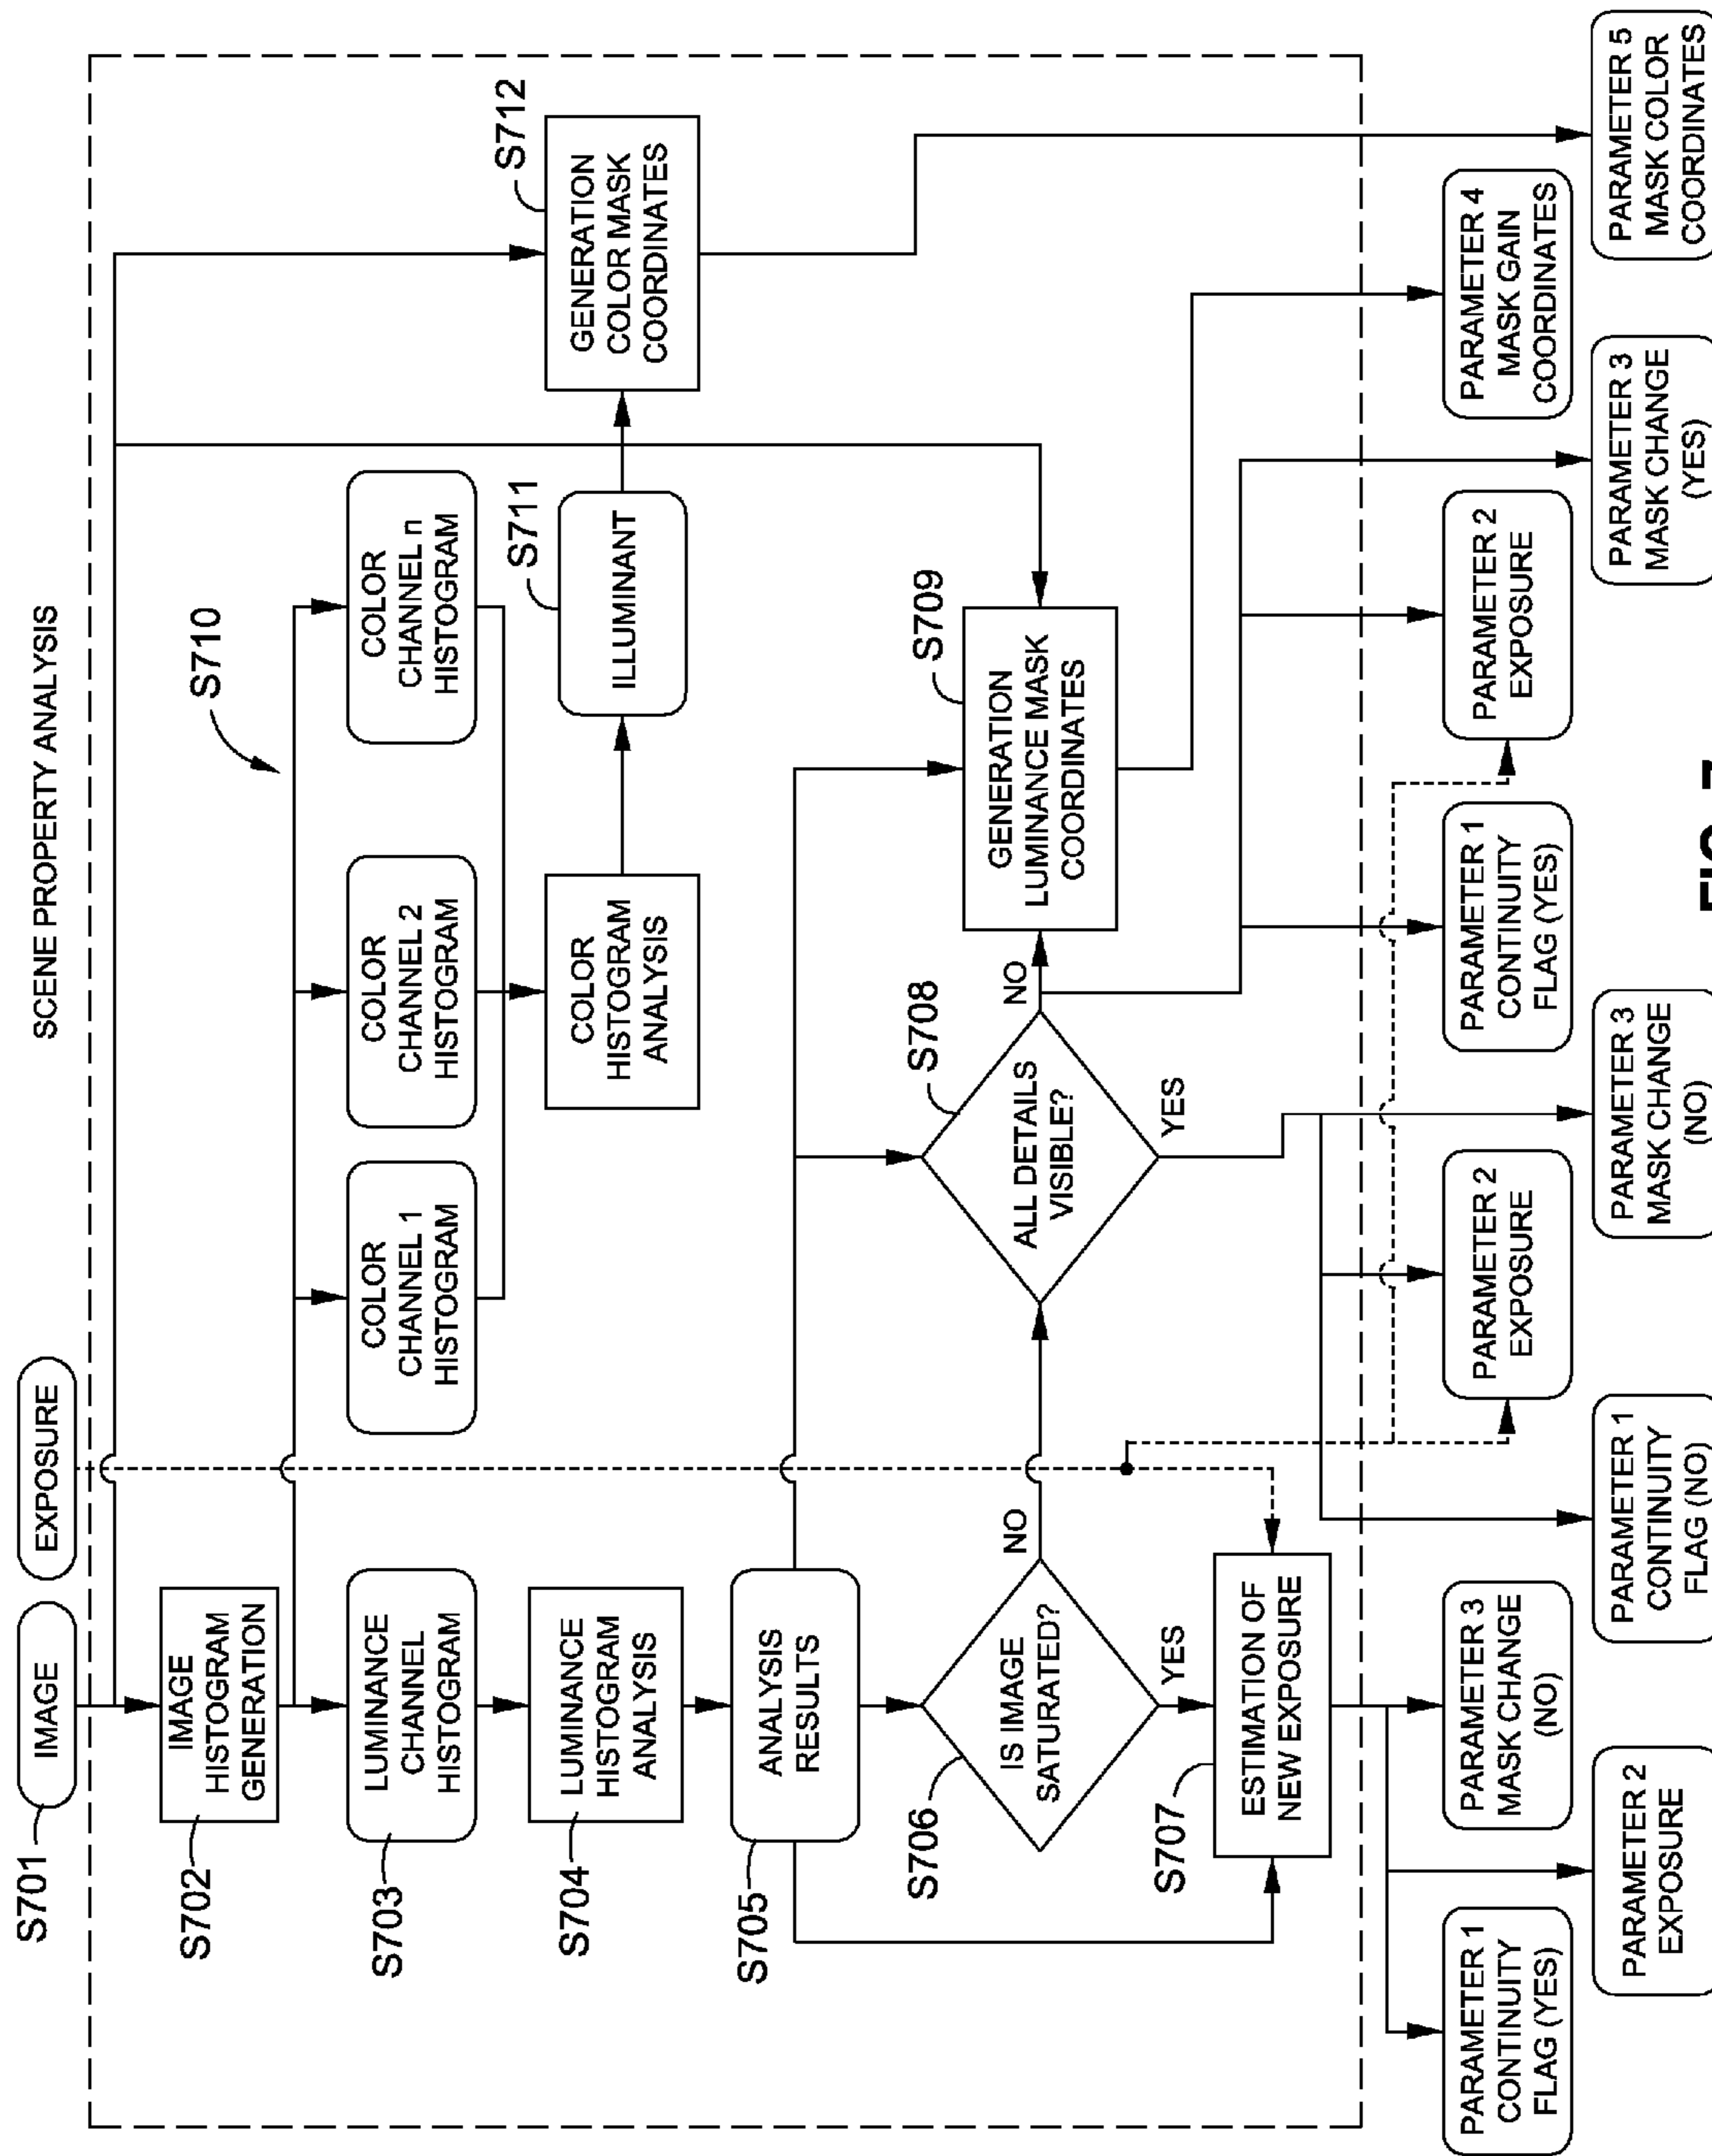 SCENE PROPERTY ANALYSIS
S701
IMAGE
EXPOSURE
S702
IMAGE
HISTOGRAM
GENERATION
S703
LUMINANCE
CHANNEL
HISTOGRAM
S704
LUMINANCE
HISTOGRAM
ANALYSIS
S705
ANALYSIS
RESULTS
S706
IS IMAGE
SATURATED?
NO
YES
S707
ESTIMATION OF
NEW EXPOSURE
S710
COLOR
CHANNEL 1
HISTOGRAM
COLOR
CHANNEL 2
HISTOGRAM
COLOR
CHANNEL n
HISTOGRAM
COLOR
HISTOGRAM
ANALYSIS
S711
ILLUMINANT
S712
GENERATION
COLOR MASK
COORDINATES
S708
ALL DETAILS
VISIBLE?
NO
YES
S709
GENERATION
LUMINANCE MASK
COORDINATES
PARAMETER 1
CONTINUITY
FLAG (YES)
PARAMETER 2
EXPOSURE
PARAMETER 3
MASK CHANGE
(NO)
PARAMETER 1
CONTINUITY
FLAG (NO)
PARAMETER 2
EXPOSURE
PARAMETER 3
MASK CHANGE
(NO)
PARAMETER 1
CONTINUITY
FLAG (YES)
PARAMETER 2
EXPOSURE
PARAMETER 3
MASK CHANGE
(YES)
PARAMETER 4
MASK GAIN
COORDINATES
PARAMETER 5
MASK COLOR
COORDINATES